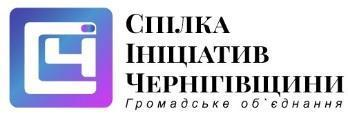 Спілка
Ініціатив
Чернігівщини
Громадське об`єднання